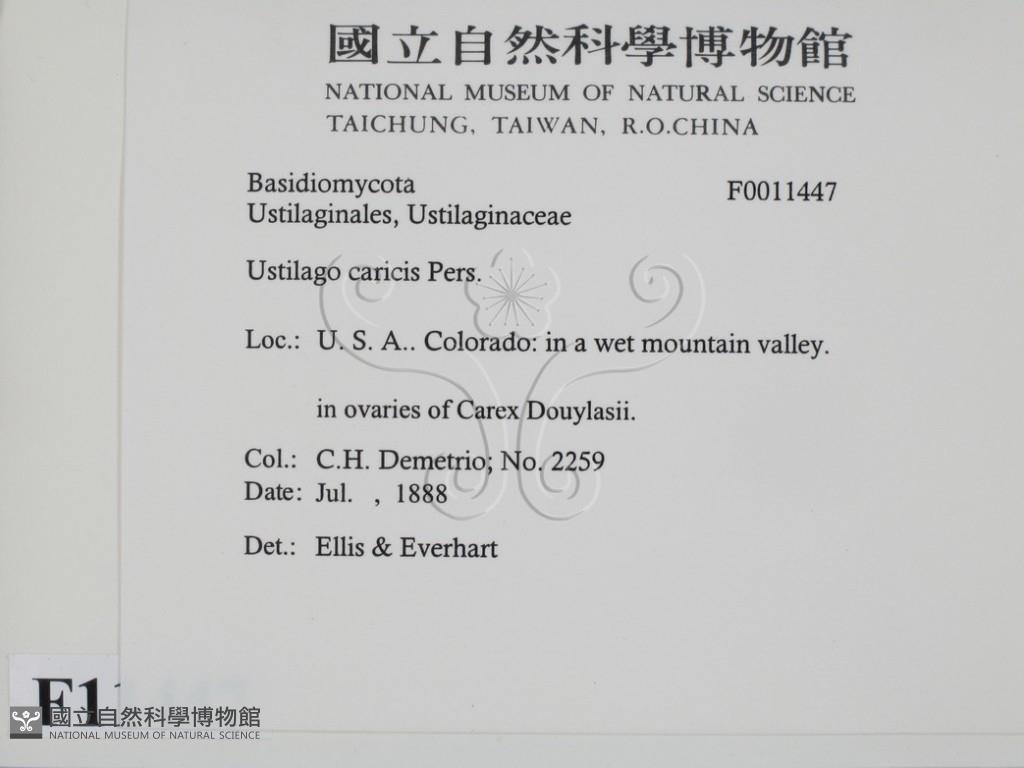 國立自然科學博物館
NATIONAL MUSEUM OF NATURAL SCIENCE
TAICHUNG, TAIWAN, R.O.CHINA
Basidiomycota F0011447
Ustilaginales, Ustilaginaceae
Ustilago caricis Pers.
Loc.: U. S. A.. Colorado: in a wet mountain valley.
in ovaries of Carex Douylasii.
Col.: C.H. Demetrio; No. 2259
Date: Jul. , 1888
Det.: Ellis & Everhart
F1
國立自然科學博物館
NATIONAL MUSEUM OF NATURAL SCIENCE